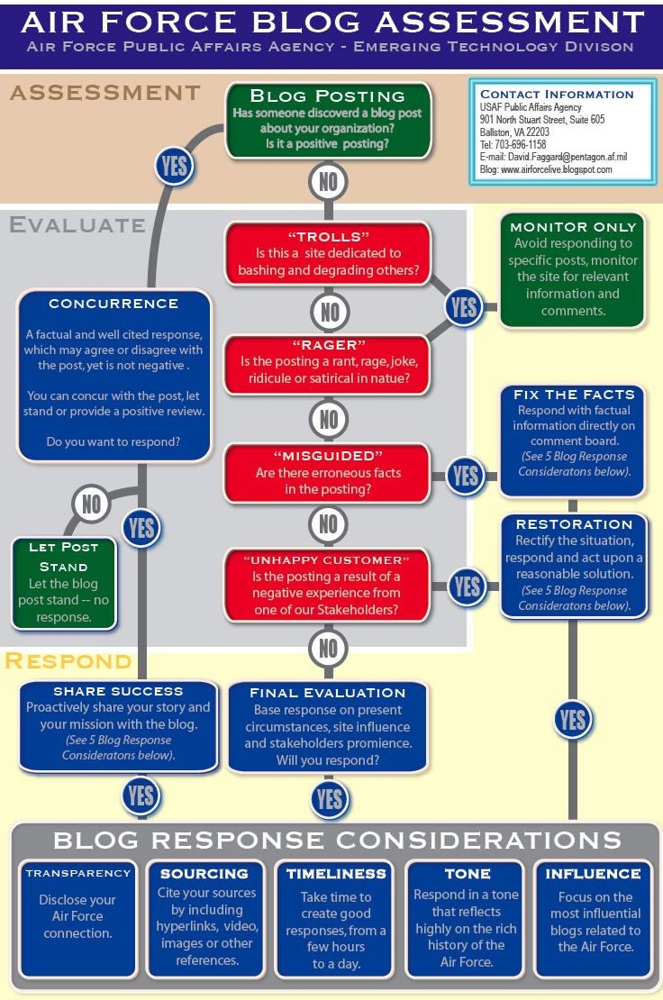 AIR FORCE BLOG ASSESSMENT
AIR FORCE PUBLIC AFFAIRS AGENCY - EMERGING TECHNOLOGY DIVISON
ASSESSMENT
BLOG POSTING
Has someone discoverd a blog post
about your organization?
Is it a positive posting?
CONTACT INFORMATION
USAF Public Affairs Agency
901 North Stuart Street, Suite 605
Ballston, VA 22203
Tel: 703-696-1158
E-mail: David.Faggard@pentagon.af.mil
Blog: www.airforcelive.blogspot.com
YES
NO
EVALUATE
"TROLLS"
Is this a site dedicated to
bashing and degrading others?
MONITOR ONLY
Avoid responding to
specific posts, monitor
the site for relevant
information and
comments.
YES
NO
CONCURRENCE
A factual and well cited response,
which may agree or disagree with
the post, yet is not negative .
You can concur with the post, let
stand or provide a positive review.
Do you want to respond?
"RAGER"
Is the posting a rant, rage, joke,
ridicule or satirical in natue?
NO
FIX THE FACTS
Respond with factual
information directly on
comment board.
(See 5 Blog Response
Consideratons below).
"MISGUIDED"
Are there erroneous facts
in the posting?
YES
NO
NO
YES
LET POST
STAND
Let the blog
post stand -- no
response.
"UNHAPPY CUSTOMER"
Is the posting a result of a
negative experience from
one of our Stakeholders?
YES
RESTORATION
Rectify the situation,
respond and act upon a
reasonable solution.
(See 5 Blog Response
Consideratons below).
NO
RESPOND
SHARE SUCCESS
Proactively share your story and
your mission with the blog.
(See 5 Blog Response
Consideratons below).
FINAL EVALUATION
Base response on present
circumstances, site influence
and stakeholders promience.
Will you respond?
YES
YES
YES
BLOG RESPONSE CONSIDERATIONS
TRANSPARENCY
Disclose your
Air Force
connection.
SOURCING
Cite your sources
by including
hyperlinks, video,
images or other
references.
TIMELINESS
Take time to
create good
responses, from a
few hours
to a day.
TONE
Respond in a tone
that reflects
highly on the rich
history of the
Air Force.
INFLUENCE
Focus on the
most influential
blogs related to
the Air Force.